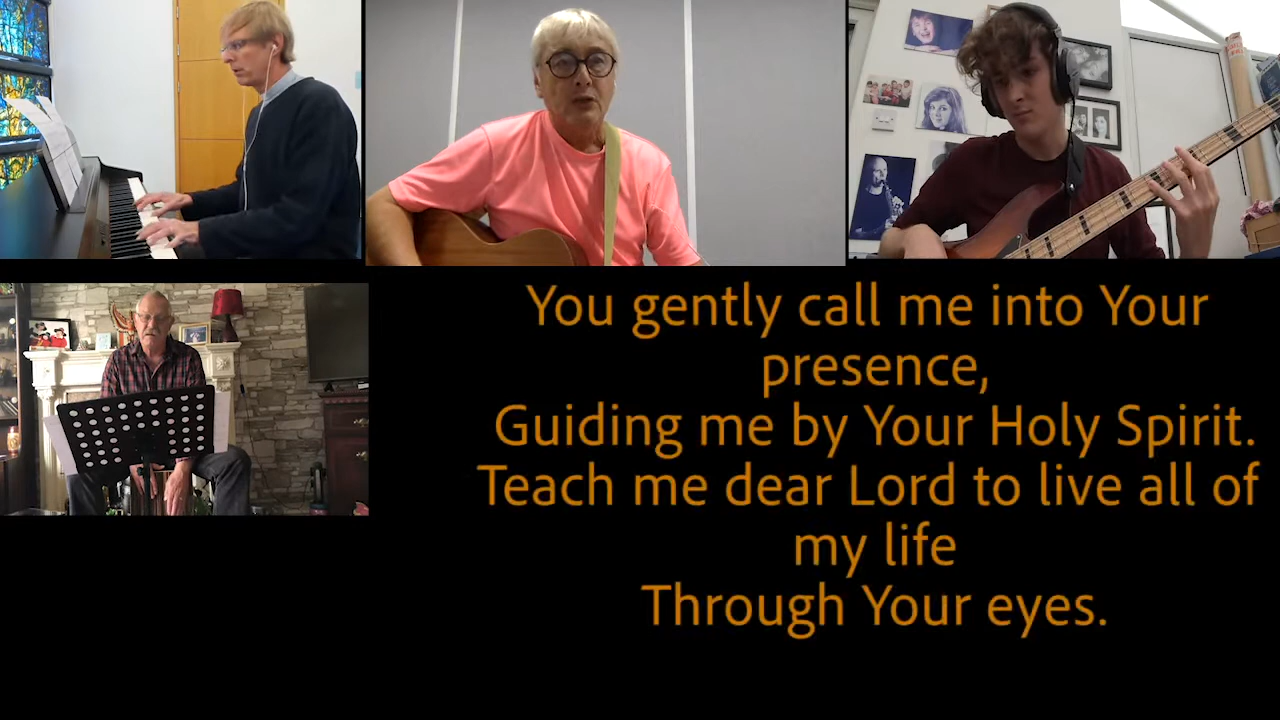 You gently call me into Your
presence,
Guiding me by Your Holy Spirit.
Teach me dear Lord to live all of
my life
Through Your eyes.